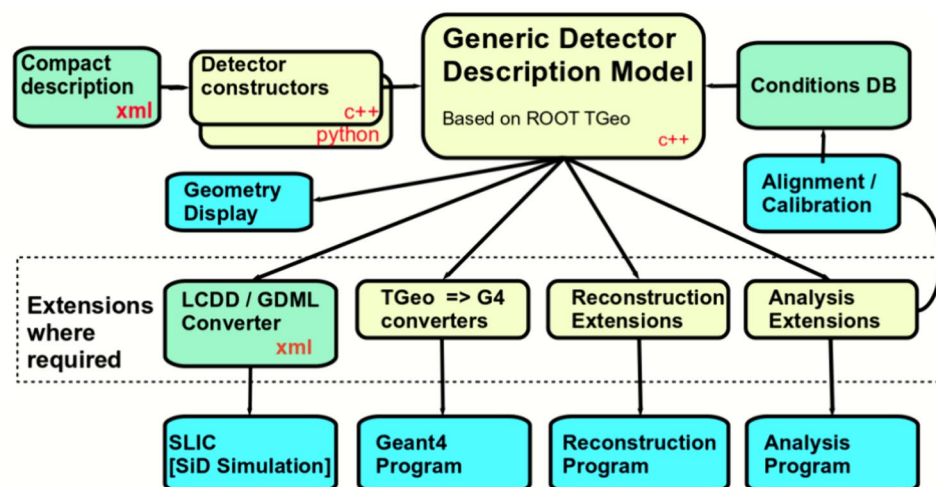 Compact
description
xml
Detector
constructors
c++
python
Generic Detector
Description Model
Based on ROOT TGeo
c++
Conditions DB
Geometry
Display
Alignment /
Calibration
Extensions
where
required
LCDD / GDML
Converter
xml
TGeo => G4
converters
Reconstruction
Extensions
Analysis
Extensions
SLIC
[SiD Simulation]
Geant4
Program
Reconstruction
Program
Analysis
Program